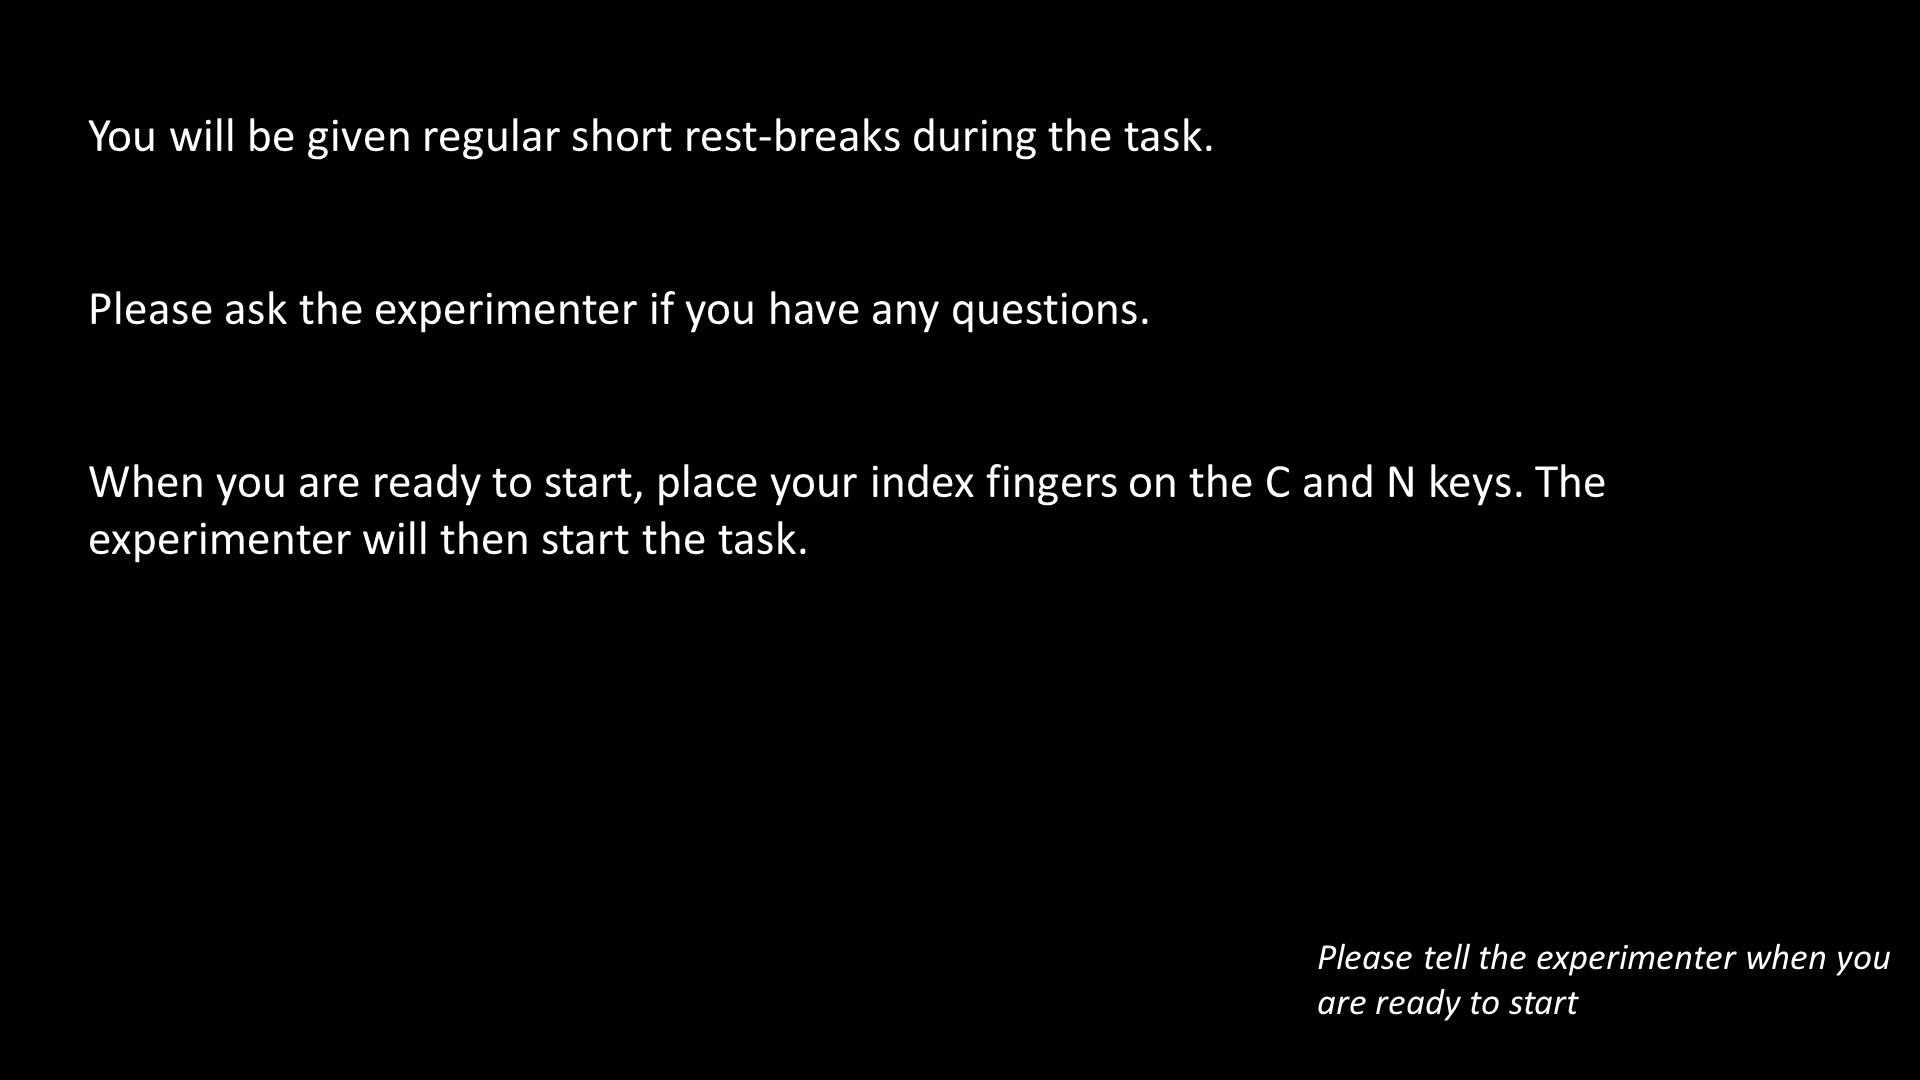 You will be given regular short rest-breaks during the task.
Please ask the experimenter if you have any questions.
When you are ready to start, place your index fingers on the C and N keys. The
experimenter will then start the task.
Please tell the experimenter when you
are ready to start